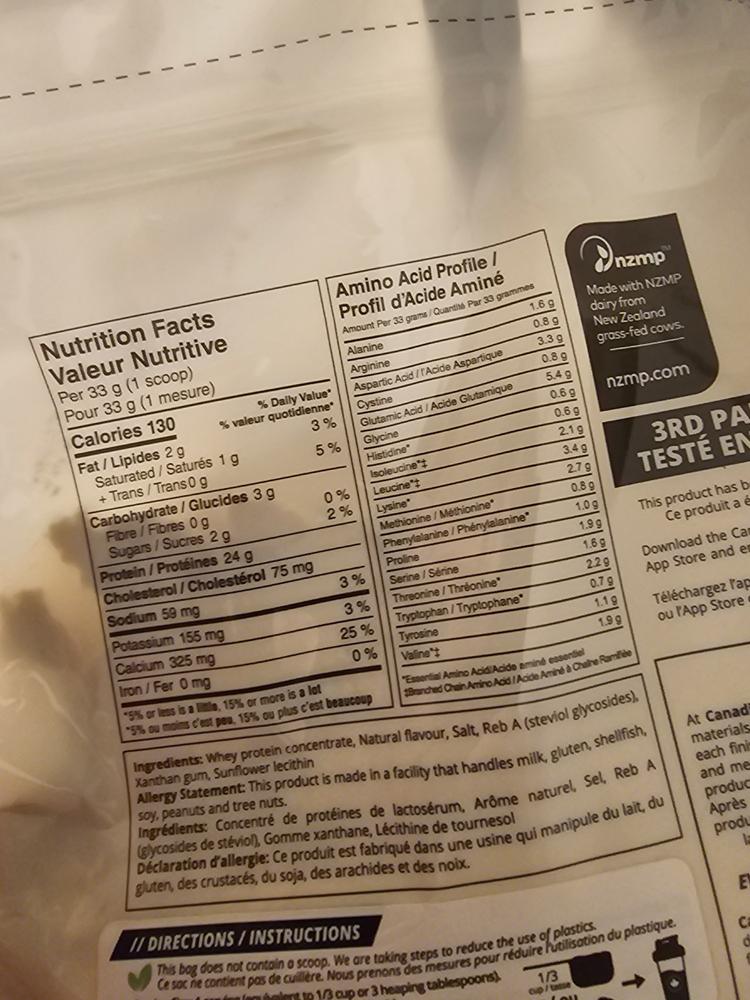 Nutrition Facts
Valeur Nutritive
Per 33 g (1 scoop)
Pour 33 g (1 mesure)
Calories 130
% Daily Value*
% valeur quotidienne*
Fat / Lipides 2 g 3 %
Saturated / Saturés 1 g 5 %
+ Trans / Trans 0 g
Carbohydrate / Glucides 3 g
Fibre / Fibres 0 g 0 %
Sugars / Sucres 2 g 2 %
Protein / Protéines 24 g
Cholesterol / Cholestérol 75 mg
Sodium 59 mg 3 %
Potassium 155 mg 3 %
Calcium 325 mg 25 %
Iron / Fer 0 mg 0 %
*5% or less is a little, 15% or more is a lot
*5% ou moins c'est peu, 15% ou plus c'est beaucoup
Amino Acid Profile /
Profil d'Acide Aminé
Amount Per 33 grams / Quantité Par 33 grammes
Alanine 1.6 g
Arginine 0.8 g
Aspartic Acid / l'Acide Aspartique 3.3 g
Cystine 0.8 g
Glutamic Acid / Acide Glutamique 5.4 g
Glycine 0.6 g
Histidine* 0.6 g
Isoleucine*‡ 2.1 g
Leucine*‡ 3.4 g
Lysine* 2.7 g
Methionine / Méthionine* 0.8 g
Phenylalanine / Phénylalanine* 1.0 g
Proline 1.9 g
Serine / Sérine 1.6 g
Threonine / Thréonine* 2.2 g
Tryptophan / Tryptophane* 0.7 g
Tyrosine 1.1 g
Valine*‡ 1.9 g
*Essential Amino Acid/Acide aminé essentiel
‡Branched Chain Amino Acid / Acide Aminé à Chaîne Ramifiée
nzmp™
Made with NZMP
dairy from
New Zealand
grass-fed cows.
nzmp.com
3RD PA
TESTÉ EN
This product has b
Ce produit a é
Download the Ca
App Store and
Téléchargez l'ap
ou l'App Store
Ingredients: Whey protein concentrate, Natural flavour, Salt, Reb A (steviol glycosides),
Xanthan gum, Sunflower lecithin
Allergy Statement: This product is made in a facility that handles milk, gluten, shellfish,
soy, peanuts and tree nuts.
Ingrédients: Concentré de protéines de lactosérum, Arôme naturel, Sel, Reb A
(glycosides de stéviol), Gomme xanthane, Lécithine de tournesol
Déclaration d'allergie: Ce produit est fabriqué dans une usine qui manipule du lait, du
gluten, des crustacés, du soja, des arachides et des noix.
At Canad
materials
each fini
and me
produc
Après
produ
// DIRECTIONS / INSTRUCTIONS
This bag does not contain a scoop. We are taking steps to reduce the use of plastics.
Ce sac ne contient pas de cuillère. Nous prenons des mesures pour réduire l'utilisation du plastique.
to 1/3 cup or 3 heaping tablespoons).
1/3
cup / tasse